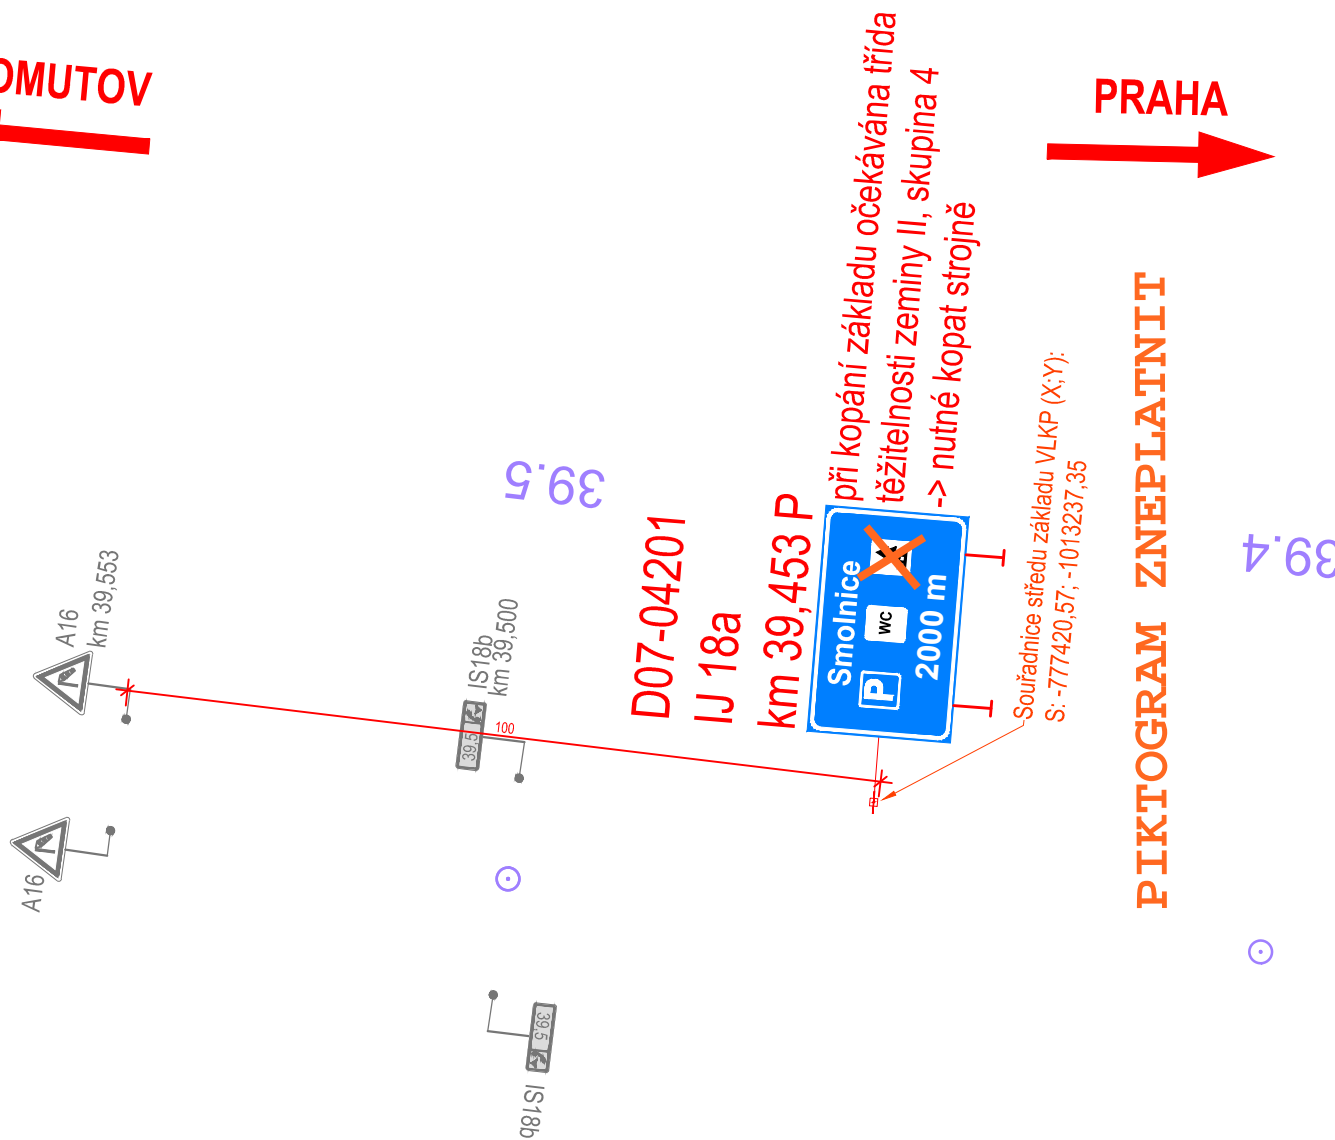 OMUTOV
PRAHA
při kopání základu očekávána třída
těžitelnosti zeminy II, skupina 4
-> nutné kopat strojně
39.5
39.4
A16
km 39,553
IS18b
km 39,500
39,5
100
D07-04201
IJ 18a
km 39,453 P
Smolnice
P
WC
2000 m
Souřadnice středu základu VLKP (X;Y):
S: -777420,57; -1013237,35
PIKTOGRAM ZNEPLATNIT
A16
39,5
IS18b